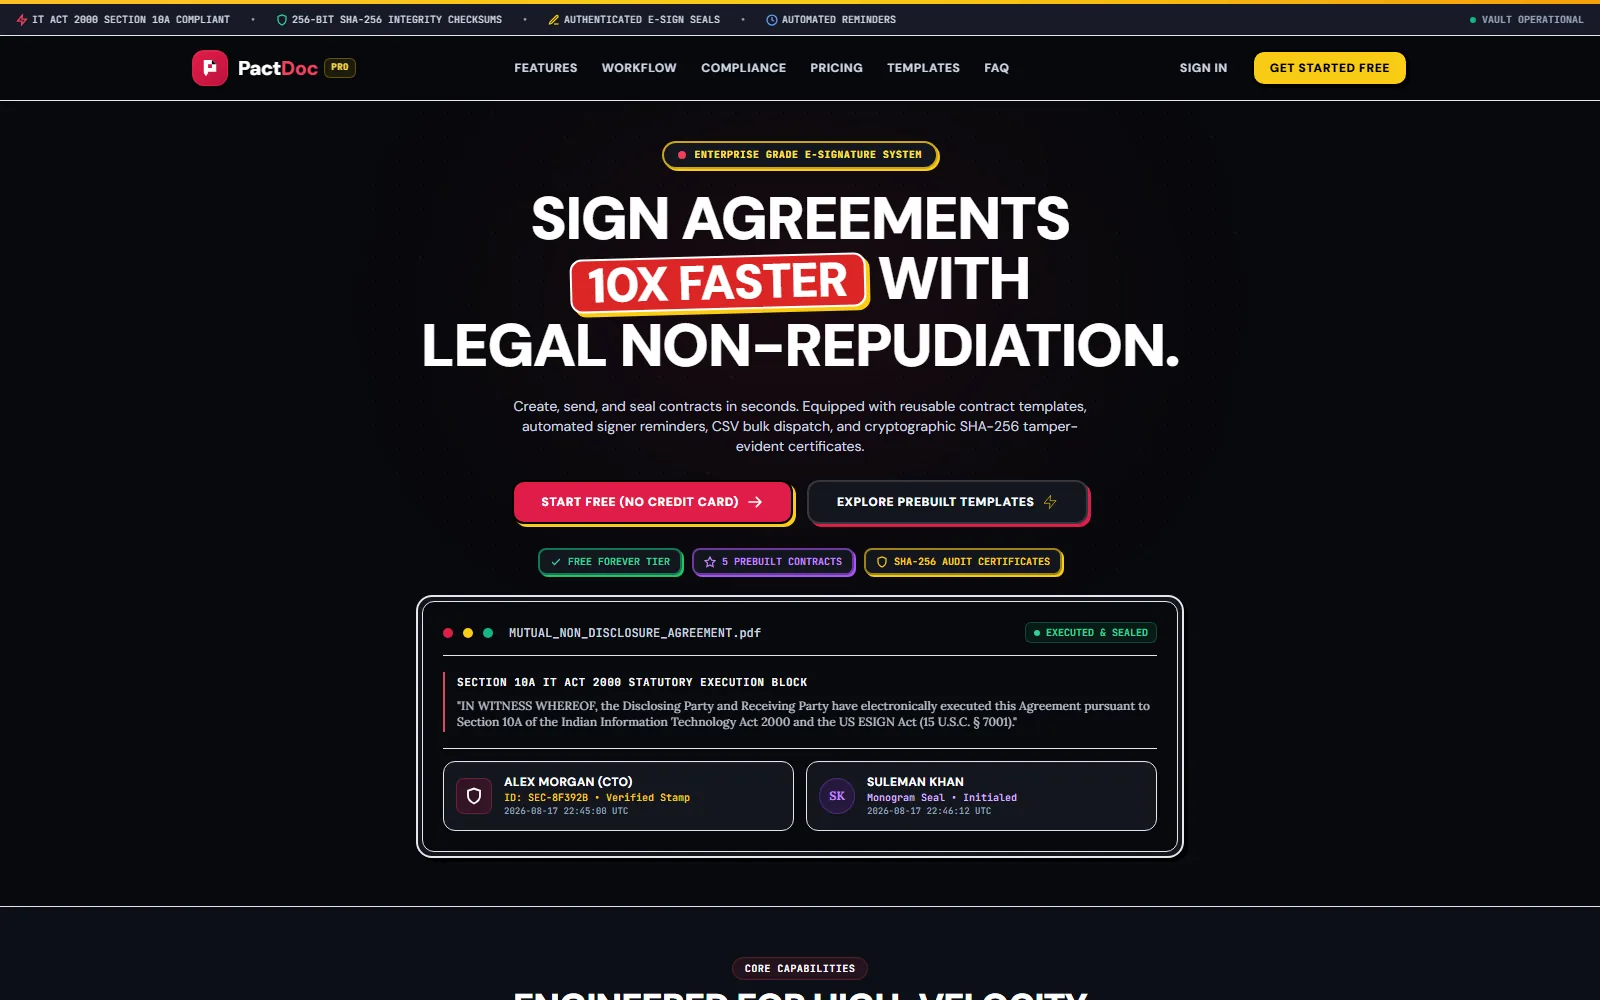 IT ACT 2000 SECTION 10A COMPLIANT • 256-BIT SHA-256 INTEGRITY CHECKSUMS • AUTHENTICATED E-SIGN SEALS • AUTOMATED REMINDERS VAULT OPERATIONAL
PactDoc PRO FEATURES WORKFLOW COMPLIANCE PRICING TEMPLATES FAQ SIGN IN GET STARTED FREE
ENTERPRISE GRADE E-SIGNATURE SYSTEM
SIGN AGREEMENTS
10X FASTER WITH
LEGAL NON-REPUDIATION.
Create, send, and seal contracts in seconds. Equipped with reusable contract templates,
automated signer reminders, CSV bulk dispatch, and cryptographic SHA-256 tamper-
evident certificates.
START FREE (NO CREDIT CARD) → EXPLORE PREBUILT TEMPLATES
FREE FOREVER TIER 5 PREBUILT CONTRACTS SHA-256 AUDIT CERTIFICATES
MUTUAL_NON_DISCLOSURE_AGREEMENT.pdf EXECUTED & SEALED
SECTION 10A IT ACT 2000 STATUTORY EXECUTION BLOCK
"IN WITNESS WHEREOF, the Disclosing Party and Receiving Party have electronically executed this Agreement pursuant to
Section 10A of the Indian Information Technology Act 2000 and the US ESIGN Act (15 U.S.C. § 7001)."
ALEX MORGAN (CTO)
ID: SEC-8F392B • Verified Stamp
2026-08-17 22:45:00 UTC
SK
SULEMAN KHAN
Monogram Seal • Initialed
2026-08-17 22:46:12 UTC
CORE CAPABILITIES
ENGINEERED FOR HIGH-VELOCITY